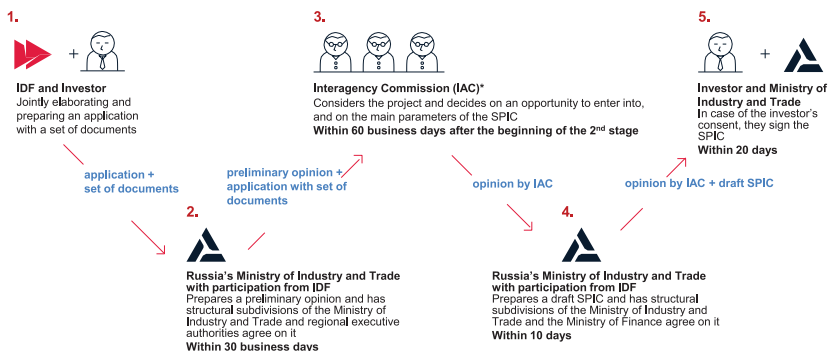 1.
+
IDF and Investor
Jointly elaborating and
preparing an application
with a set of documents
application +
set of documents
2.
Russia's Ministry of Industry and Trade
with participation from IDF
Prepares a preliminary opinion and has
structural subdivisions of the Ministry of
Industry and Trade and regional executive
authorities agree on it
Within 30 business days
preliminary opinion +
application with set of
documents
3.
Interagency Commission (IAC)*
Considers the project and decides on an opportunity to enter into,
and on the main parameters of the SPIC
Within 60 business days after the beginning of the 2nd stage
opinion by IAC
4.
Russia's Ministry of Industry and Trade
with participation from IDF
Prepares a draft SPIC and has structural
subdivisions of the Ministry of Industry and
Trade and the Ministry of Finance agree on it
Within 10 days
opinion by IAC + draft SPIC
5.
+
Investor and Ministry of
Industry and Trade
In case of the investor's
consent, they sign the
SPIC
Within 20 days